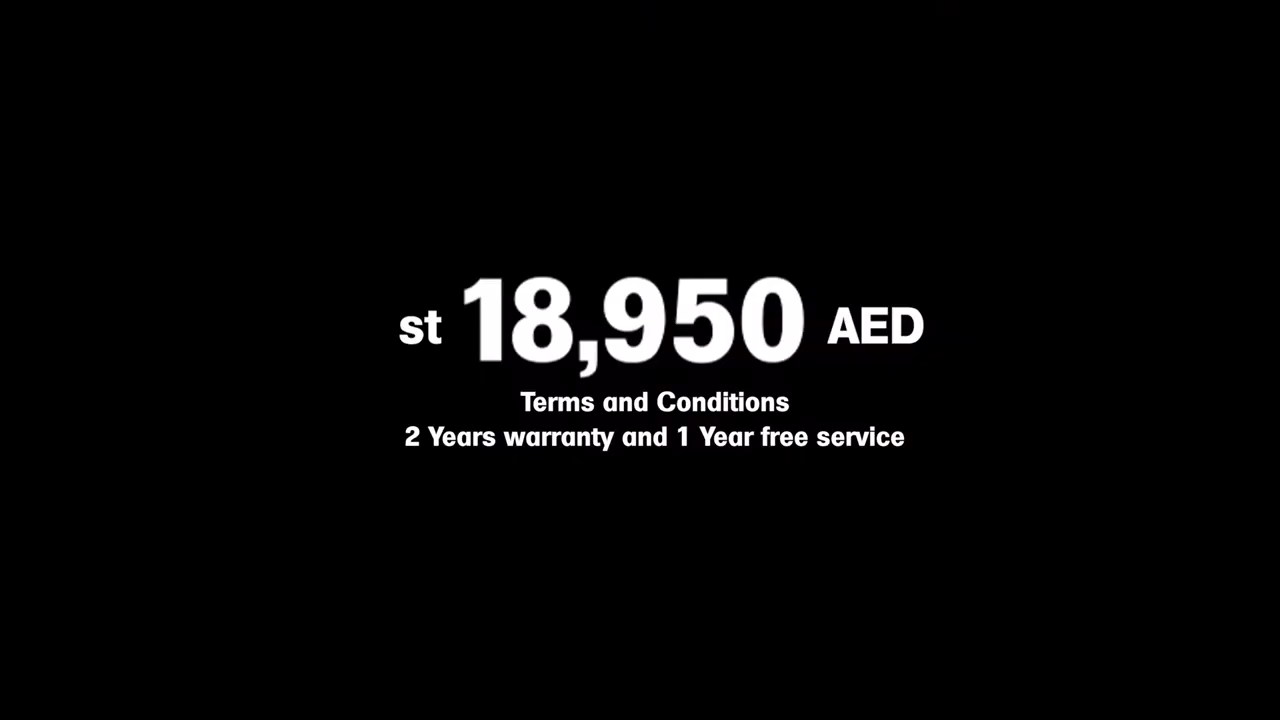 st 18,950 AED
Terms and Conditions
2 Years warranty and 1 Year free service